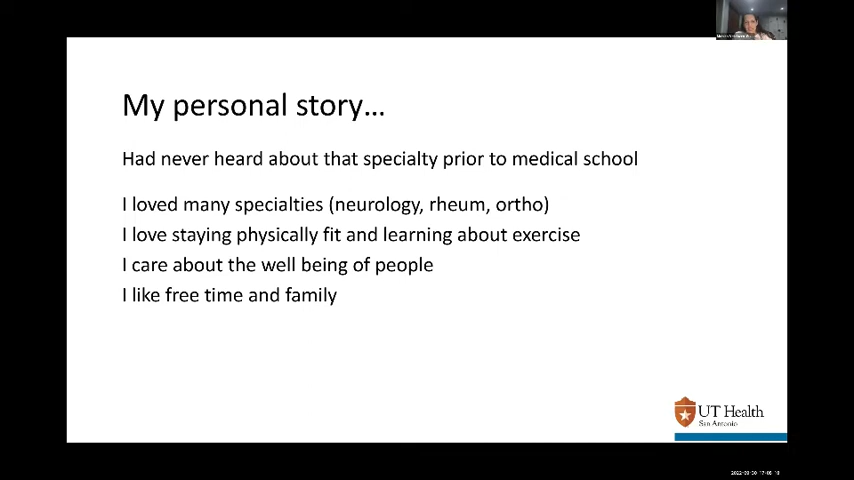 My personal story...
Had never heard about that specialty prior to medical school
I loved many specialties (neurology, rheum, ortho)
I love staying physically fit and learning about exercise
I care about the well being of people
I like free time and family
UT Health
San Antonio